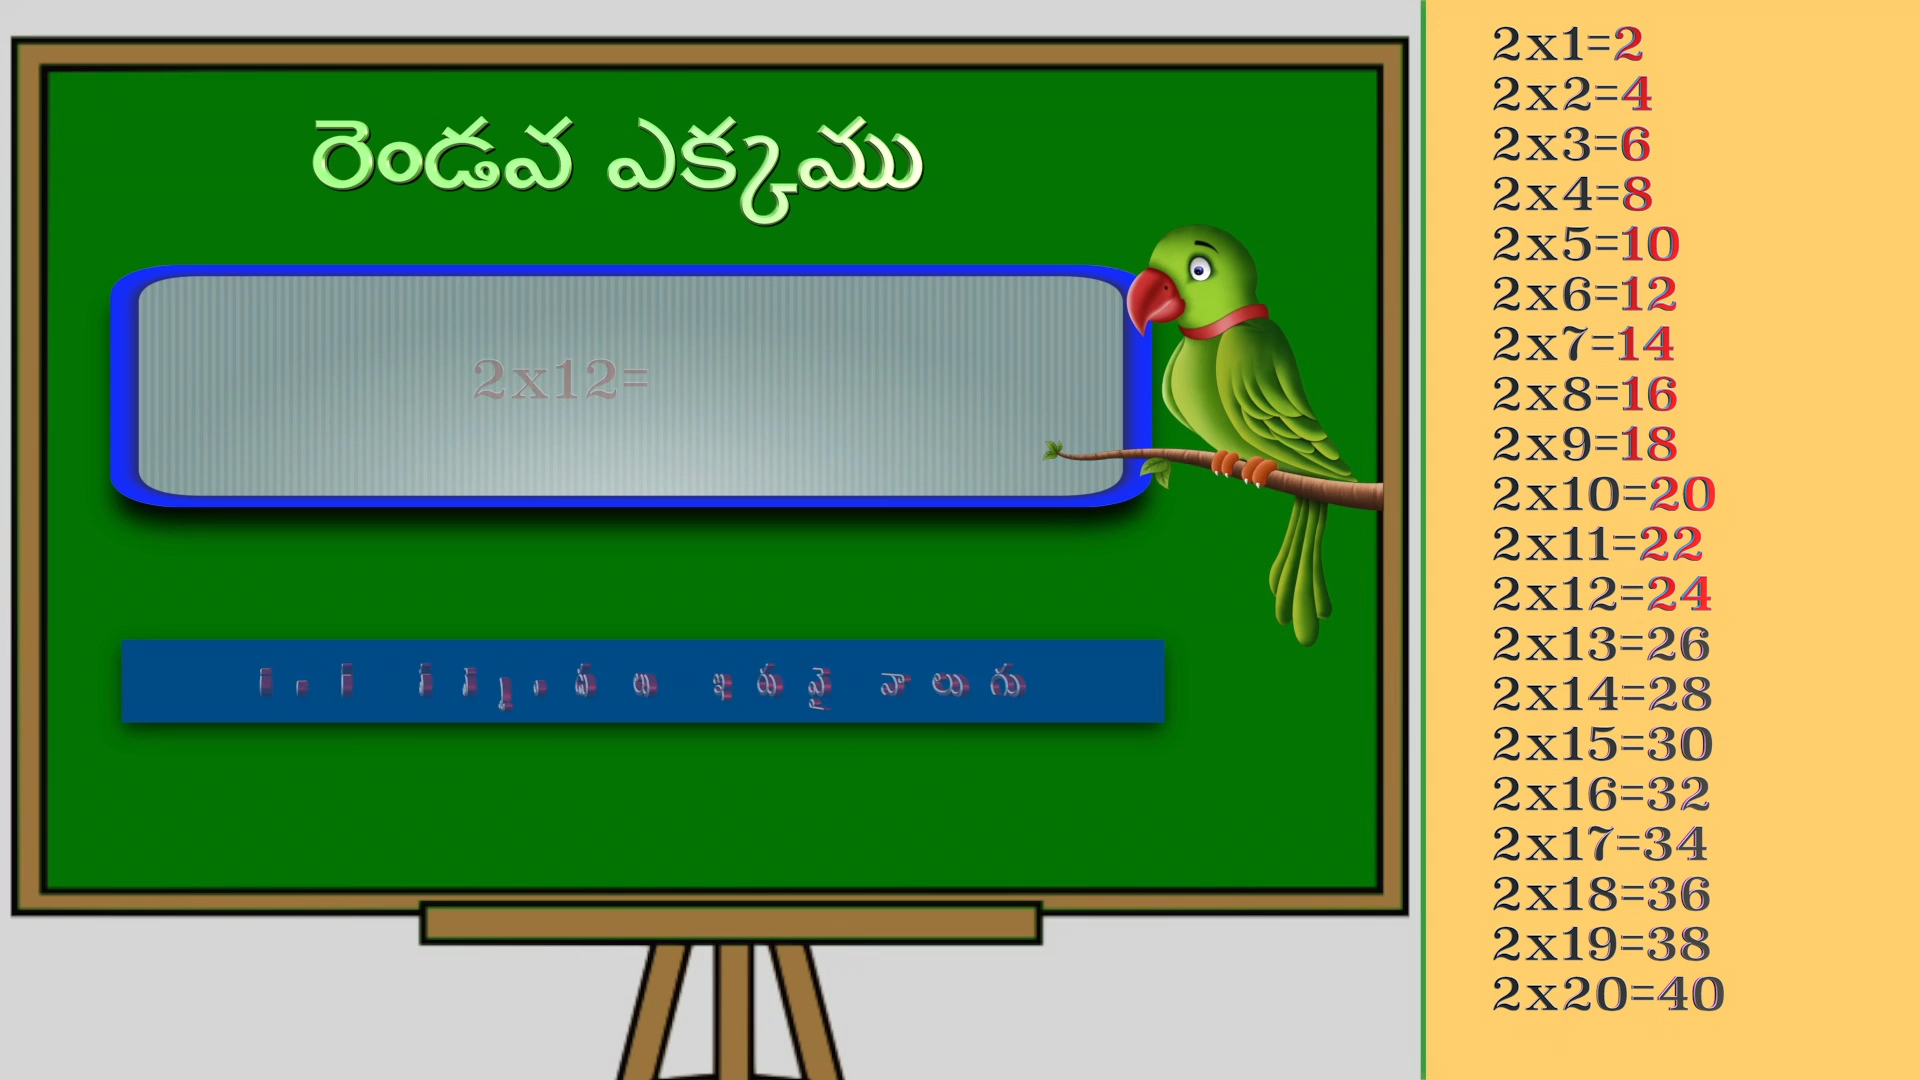 రెండవ ఎక్కము
2x12=
ఇరువై నాలుగు
2x1=2
2x2=4
2x3=6
2x4=8
2x5=10
2x6=12
2x7=14
2x8=16
2x9=18
2x10=20
2x11=22
2x12=24
2x13=26
2x14=28
2x15=30
2x16=32
2x17=34
2x18=36
2x19=38
2x20=40